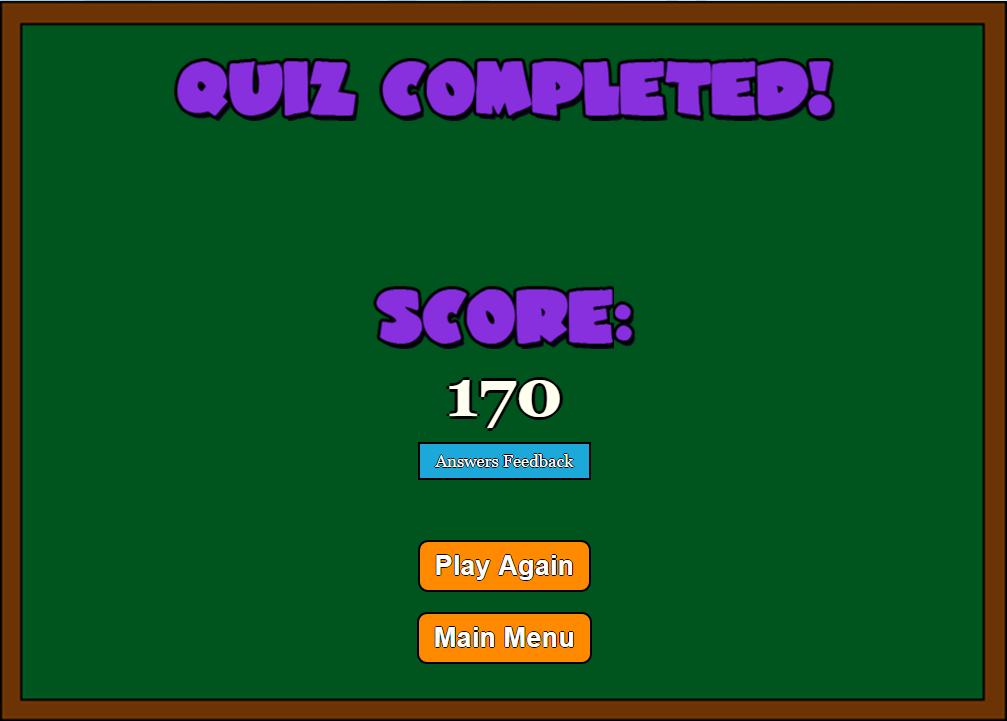 QUIZ COMPLETED!
SCORE:
170
Answers Feedback
Play Again
Main Menu